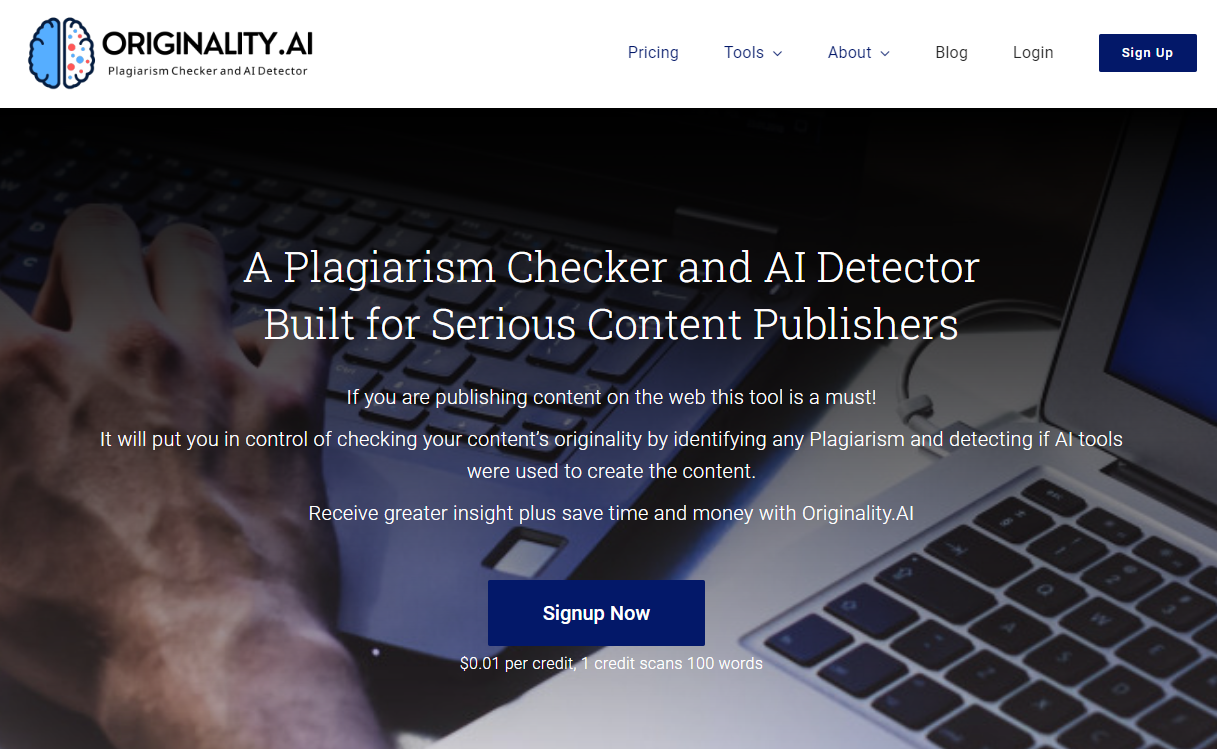 ORIGINALITY.AI
Plagiarism Checker and AI Detector
Pricing
Tools
About
Blog
Login
Sign Up
A Plagiarism Checker and AI Detector
Built for Serious Content Publishers
If you are publishing content on the web this tool is a must!
It will put you in control of checking your content’s originality by identifying any Plagiarism and detecting if AI tools
were used to create the content.
Receive greater insight plus save time and money with Originality.AI
Signup Now
$0.01 per credit, 1 credit scans 100 words